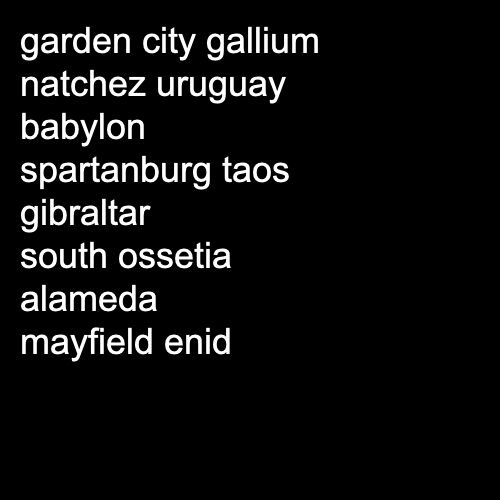 garden city gallium
natchez uruguay
babylon
spartanburg taos
gibraltar
south ossetia
alameda
mayfield enid